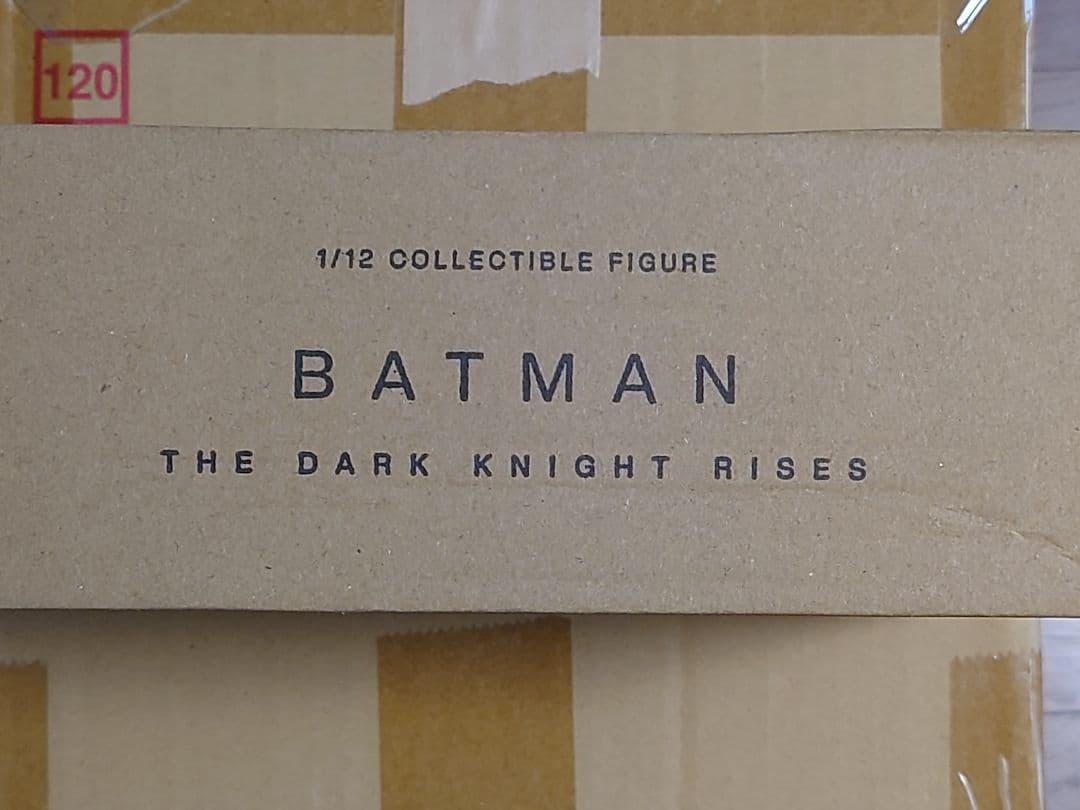 120
1/12 COLLECTIBLE FIGURE
BATMAN
THE DARK KNIGHT RISES